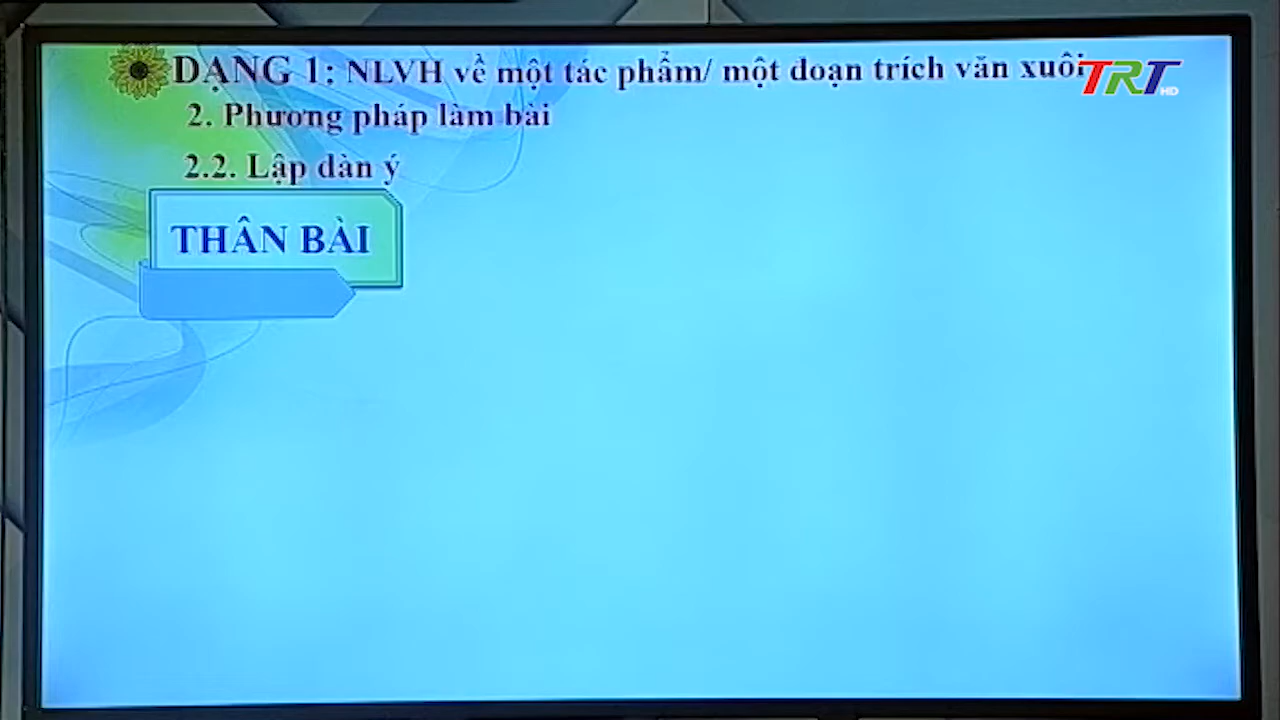 DẠNG 1: NLVH về một tác phẩm/ một đoạn trích văn xuôi
TRT HD
2. Phương pháp làm bài
2.2. Lập dàn ý
THÂN BÀI